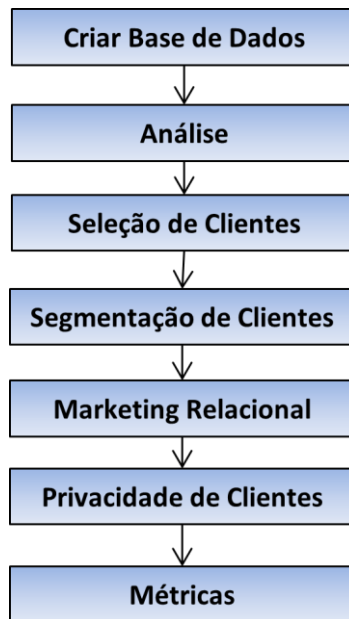 Criar Base de Dados
Análise
Seleção de Clientes
Segmentação de Clientes
Marketing Relacional
Privacidade de Clientes
Métricas